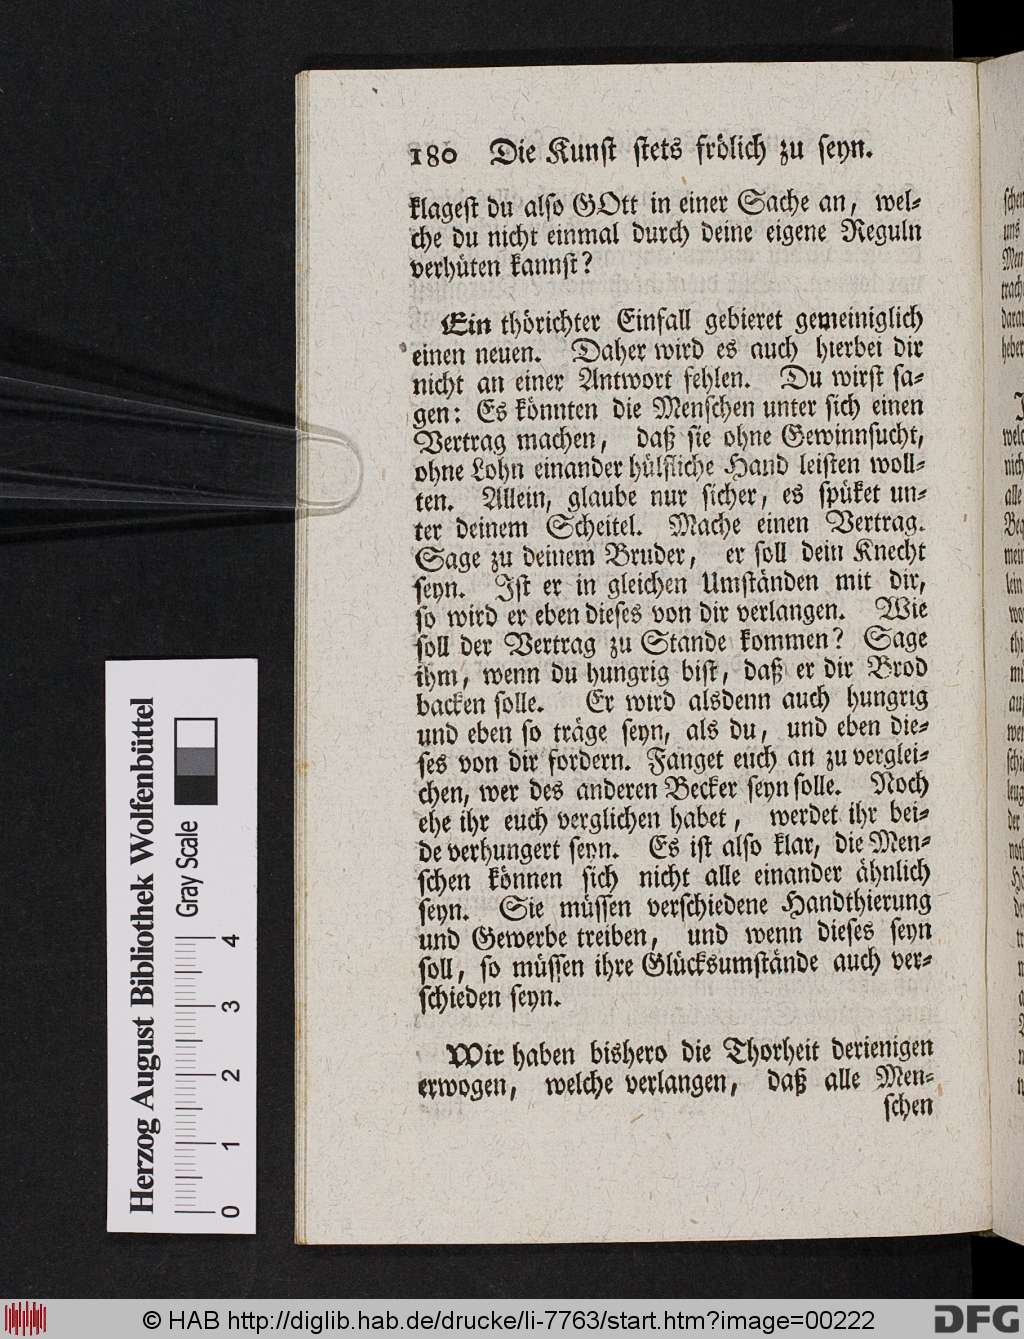 180 Die Kunst stets frölich zu seyn.
klagest du also GOtt in einer Sache an, wel-
che du nicht einmal durch deine eigene Reguln
verhüten kannst?
Ein thörichter Einfall gebieret gemeiniglich
einen neuen. Daher wird es auch hierbei dir
nicht an einer Antwort fehlen. Du wirst sa-
gen: Es könnten die Menschen unter sich einen
Vertrag machen, daß sie ohne Gewinnsucht,
ohne Lohn einander hülfliche Hand leisten woll-
ten. Allein, glaube nur sicher, es spüket un-
ter deinem Scheitel. Mache einen Vertrag.
Sage zu deinem Bruder, er soll dein Knecht
seyn. Ist er in gleichen Umständen mit dir,
so wird er eben dieses von dir verlangen. Wie
soll der Vertrag zu Stande kommen? Sage
ihm, wenn du hungrig bist, daß er dir Brod
backen solle. Er wird alsdenn auch hungrig
und eben so träge seyn, als du, und eben die-
ses von dir fordern. Fanget euch an zu verglei-
chen, wer des anderen Becker seyn solle. Noch
ehe ihr euch verglichen habet, werdet ihr bei-
de verhungert seyn. Es ist also klar, die Men-
schen können sich nicht alle einander ähnlich
seyn. Sie müssen verschiedene Handthierung
und Gewerbe treiben, und wenn dieses seyn
soll, so müssen ihre Glücksumstände auch ver-
schieden seyn.
Wir haben bishero die Thorheit derienigen
erwogen, welche verlangen, daß alle Men-
schen
Herzog August Bibliothek Wolfenbüttel
Gray Scale
0 1 2 3 4
© HAB http://diglib.hab.de/drucke/li-7763/start.htm?image=00222
DFG